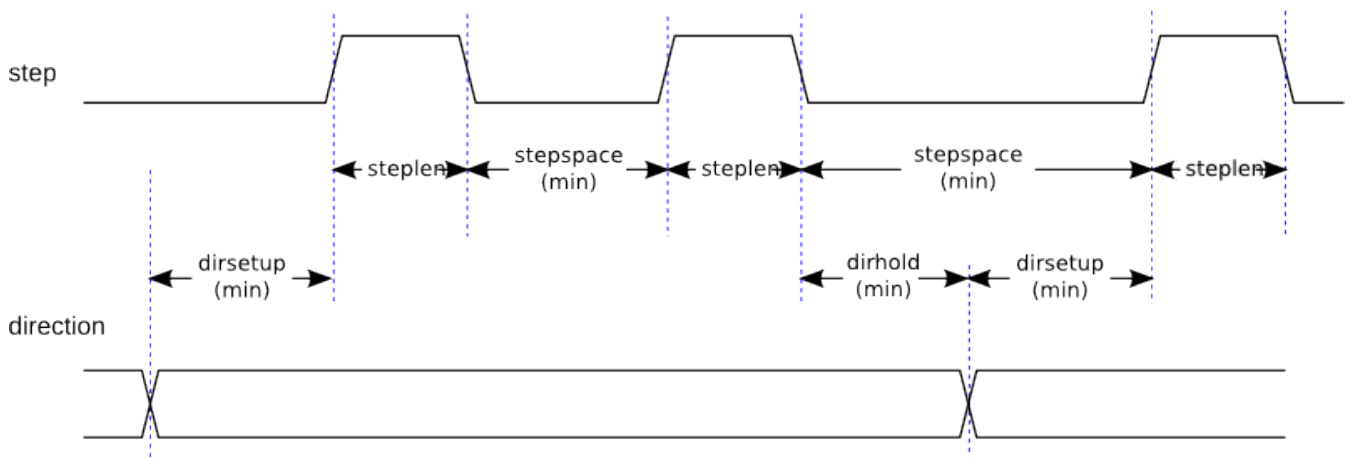 step
steplen
stepspace
(min)
steplen
stepspace
(min)
steplen
dirsetup
(min)
dirhold
(min)
dirsetup
(min)
direction